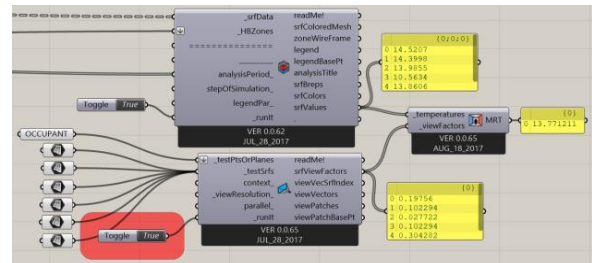 _srfData readMe!
_HBZones srfColoredMesh
zoneWireFrame
================ legend
legendBasePt
analysisPeriod_ analysisTitle
stepOfSimulation_ srfBreps
legendPar_ srfColors
_runIt srfValues
VER 0.0.62
JUL_28_2017
Toggle True
{0;0;0}
0 14.5207
1 14.3998
2 13.9855
3 10.5634
4 13.8606
_temperatures
_viewFactors
MRT
VER 0.0.65
AUG_18_2017
{0}
0 13.771211
OCCUPANT
_testPtsOrPlanes readMe!
_testSrfs srfViewFactors
context_ viewVecSrfIndex
_viewResolution_ viewVectors
parallel_ viewPatches
_runIt viewPatchBasePt
VER 0.0.65
JUL_28_2017
Toggle True
{0}
0 0.19756
1 0.102294
2 0.027722
3 0.102294
4 0.304282